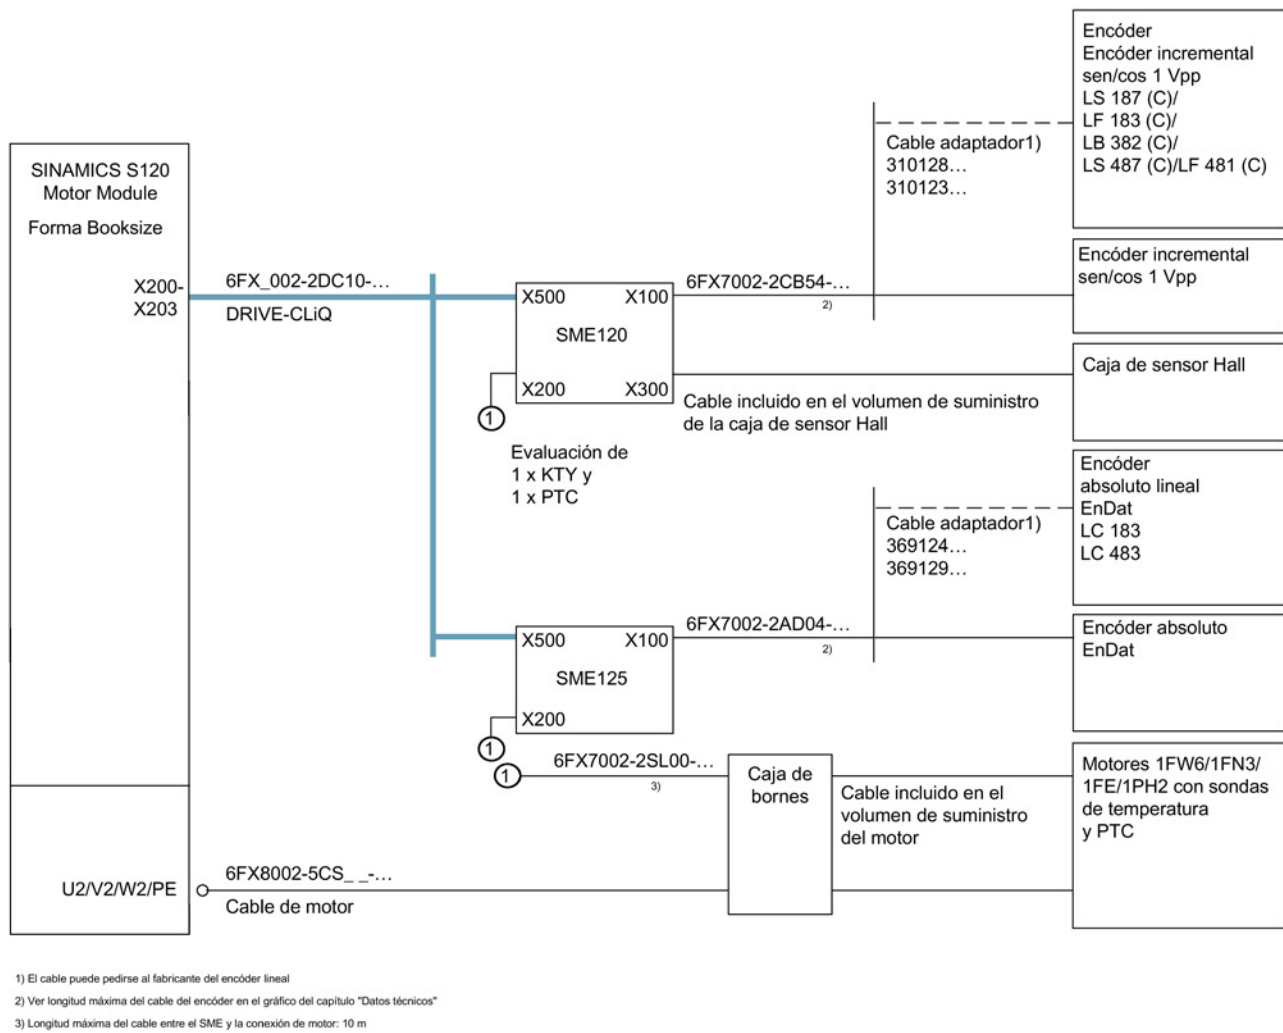 SINAMICS S120
Motor Module
Forma Booksize
X200-
X203
6FX_002-2DC10-...
DRIVE-CLiQ
X500 X100
SME120
X200 X300
1
Evaluación de
1 x KTY y
1 x PTC
6FX7002-2CB54-...
2)
Cable adaptador1)
310128...
310123...
Encóder
Encóder incremental
sen/cos 1 Vpp
LS 187 (C)/
LF 183 (C)/
LB 382 (C)/
LS 487 (C)/LF 481 (C)
Encóder incremental
sen/cos 1 Vpp
Caja de sensor Hall
Cable incluido en el volumen de suministro
de la caja de sensor Hall
Encóder
absoluto lineal
EnDat
LC 183
LC 483
Cable adaptador1)
369124...
369129...
X500 X100
SME125
X200
1
6FX7002-2AD04-...
2)
Encóder absoluto
EnDat
1
6FX7002-2SL00-...
3)
Caja de
bornes
Cable incluido en el
volumen de suministro
del motor
Motores 1FW6/1FN3/
1FE/1PH2 con sondas
de temperatura
y PTC
U2/V2/W2/PE
6FX8002-5CS_ _-...
Cable de motor
1) El cable puede pedirse al fabricante del encóder lineal
2) Ver longitud máxima del cable del encóder en el gráfico del capítulo "Datos técnicos"
3) Longitud máxima del cable entre el SME y la conexión de motor: 10 m